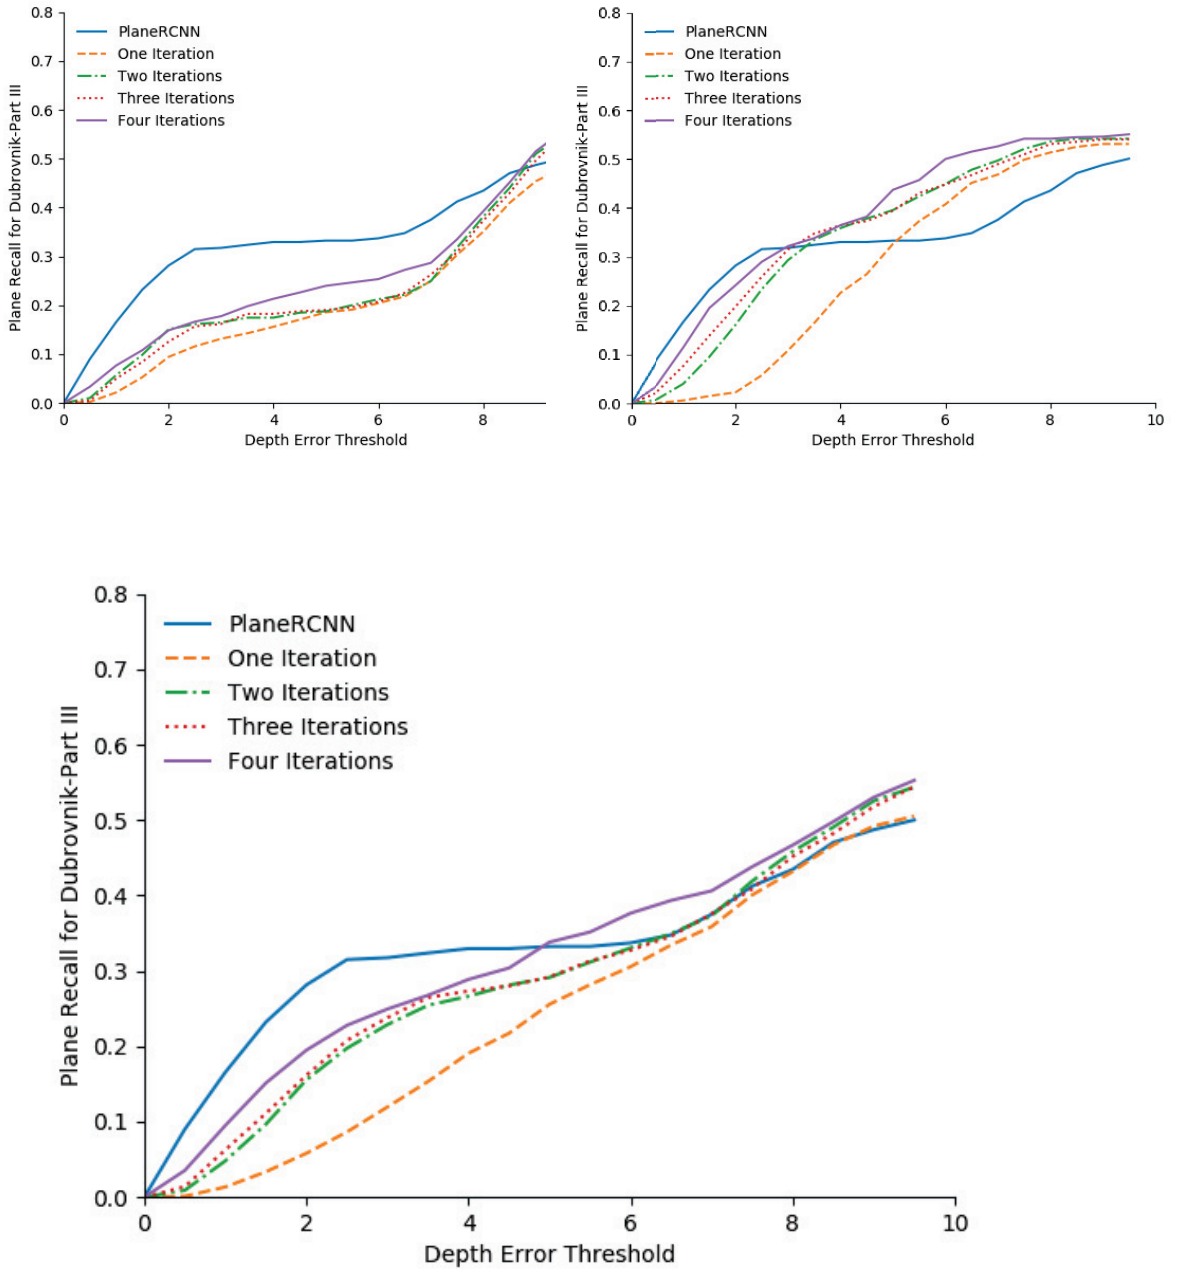 0.8
0.7
0.6
0.5
0.4
0.3
0.2
0.1
0.0
Plane Recall for Dubrovnik-Part III
PlaneRCNN
One Iteration
Two Iterations
Three Iterations
Four Iterations
0 2 4 6 8
Depth Error Threshold
0.8
0.7
0.6
0.5
0.4
0.3
0.2
0.1
0.0
Plane Recall for Dubrovnik-Part III
PlaneRCNN
One Iteration
Two Iterations
Three Iterations
Four Iterations
0 2 4 6 8 10
Depth Error Threshold
0.8
0.7
0.6
0.5
0.4
0.3
0.2
0.1
0.0
Plane Recall for Dubrovnik-Part III
PlaneRCNN
One Iteration
Two Iterations
Three Iterations
Four Iterations
0 2 4 6 8 10
Depth Error Threshold